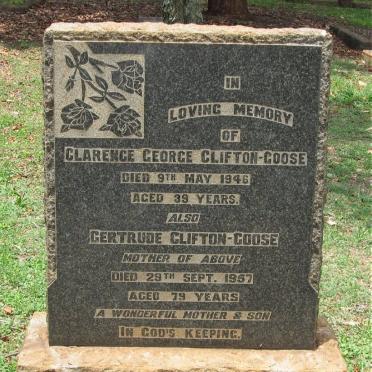 IN
LOVING MEMORY
OF
CLARENCE GEORGE CLIFTON-GOOSE
DIED 9TH MAY 1946
AGED 39 YEARS.
ALSO
GERTRUDE CLIFTON-GOOSE
MOTHER OF ABOVE
DIED 29TH SEPT. 1957
AGED 79 YEARS
A WONDERFUL MOTHER & SON
IN GOD'S KEEPING.